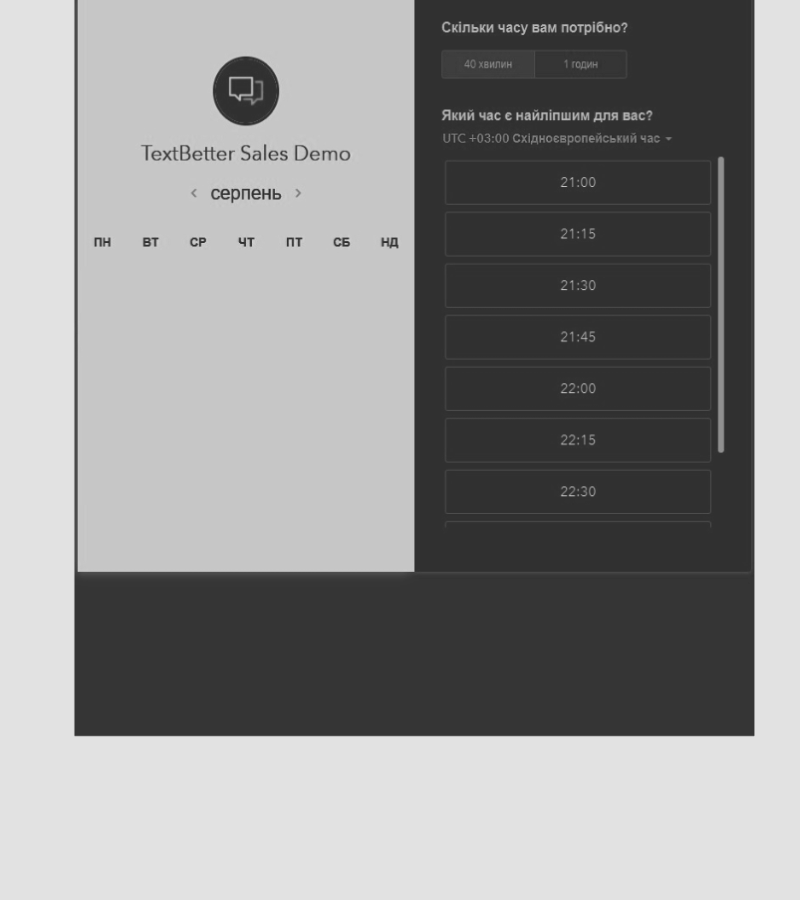 TextBetter Sales Demo
серпень
ПН ВТ СР ЧТ ПТ СБ НД
Скільки часу вам потрібно?
40 хвилин 1 годин
Який час є найліпшим для вас?
UTC +03:00 Східноєвропейський час
21:00
21:15
21:30
21:45
22:00
22:15
22:30